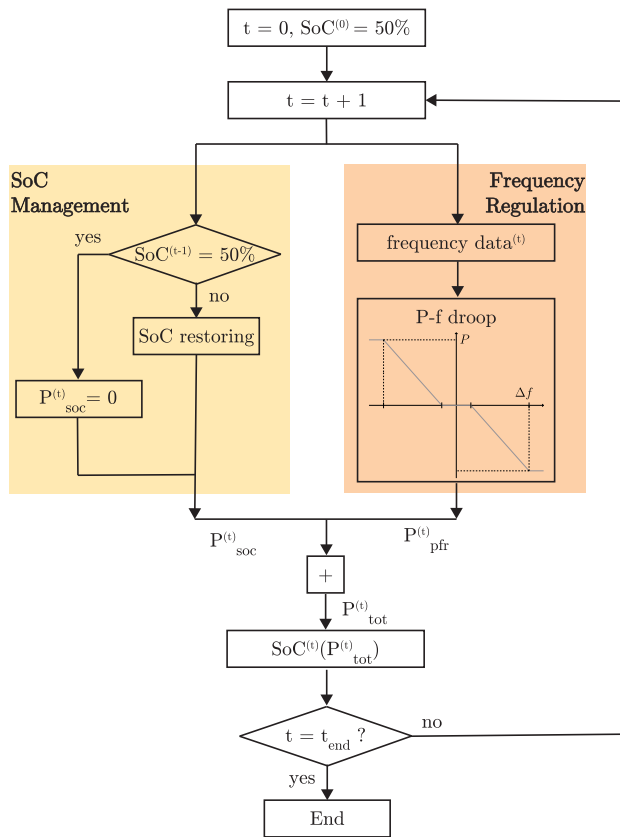 t = 0, SoC⁽⁰⁾ = 50%
t = t + 1
SoC
Management
Frequency
Regulation
yes
SoC⁽ᵗ⁻¹⁾ = 50%
no
SoC restoring
P⁽ᵗ⁾soc = 0
frequency data⁽ᵗ⁾
P-f droop
P
Δf
P⁽ᵗ⁾soc
P⁽ᵗ⁾pfr
+
P⁽ᵗ⁾tot
SoC⁽ᵗ⁾(P⁽ᵗ⁾tot)
t = tend ?
no
yes
End